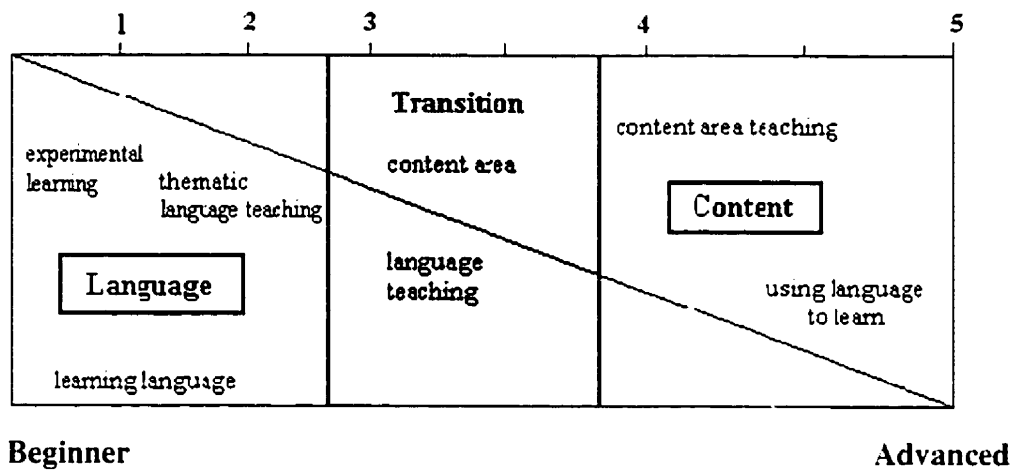 1 2 3 4 5
Transition
content area teaching
experimental
learning
content area
thematic
language teaching
Content
language
teaching
Language
using language
to learn
learning language
Beginner
Advanced